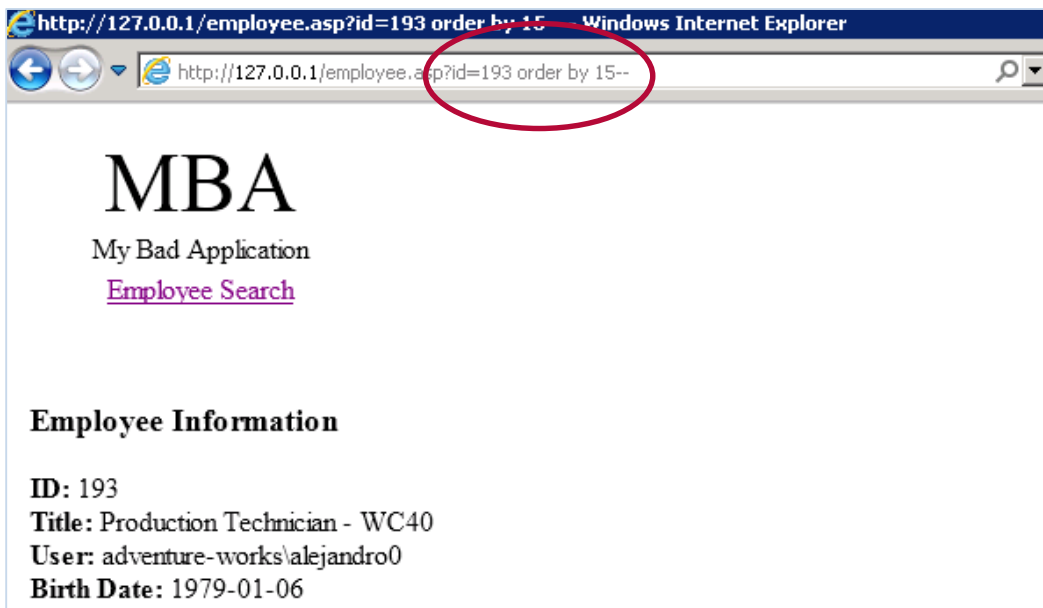 http://127.0.0.1/employee.asp?id=193 order by 15-- - Windows Internet Explorer
http://127.0.0.1/employee.asp?id=193 order by 15--
MBA
My Bad Application
Employee Search
Employee Information
ID: 193
Title: Production Technician - WC40
User: adventure-works\alejandro0
Birth Date: 1979-01-06